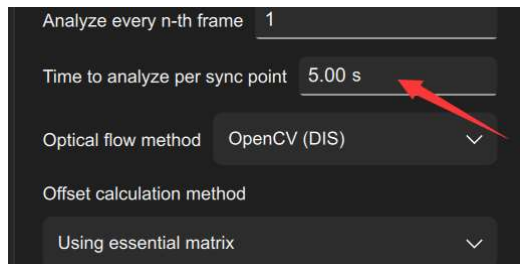 Analyze every n-th frame 1
Time to analyze per sync point 5.00 s
Optical flow method OpenCV (DIS)
Offset calculation method
Using essential matrix